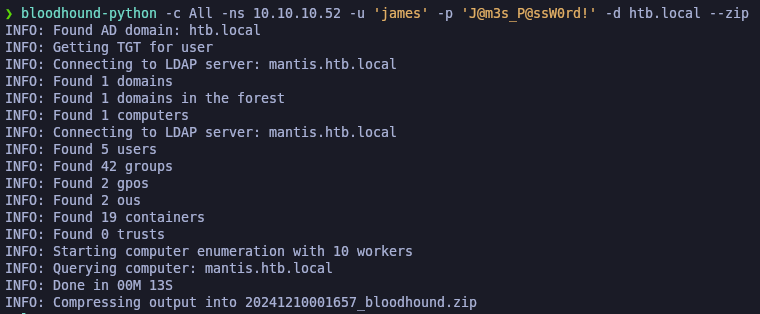 ❯ bloodhound-python -c All -ns 10.10.10.52 -u 'james' -p 'J@m3s_P@ssW0rd!' -d htb.local --zip
INFO: Found AD domain: htb.local
INFO: Getting TGT for user
INFO: Connecting to LDAP server: mantis.htb.local
INFO: Found 1 domains
INFO: Found 1 domains in the forest
INFO: Found 1 computers
INFO: Connecting to LDAP server: mantis.htb.local
INFO: Found 5 users
INFO: Found 42 groups
INFO: Found 2 gpos
INFO: Found 2 ous
INFO: Found 19 containers
INFO: Found 0 trusts
INFO: Starting computer enumeration with 10 workers
INFO: Querying computer: mantis.htb.local
INFO: Done in 00M 13S
INFO: Compressing output into 20241210001657_bloodhound.zip